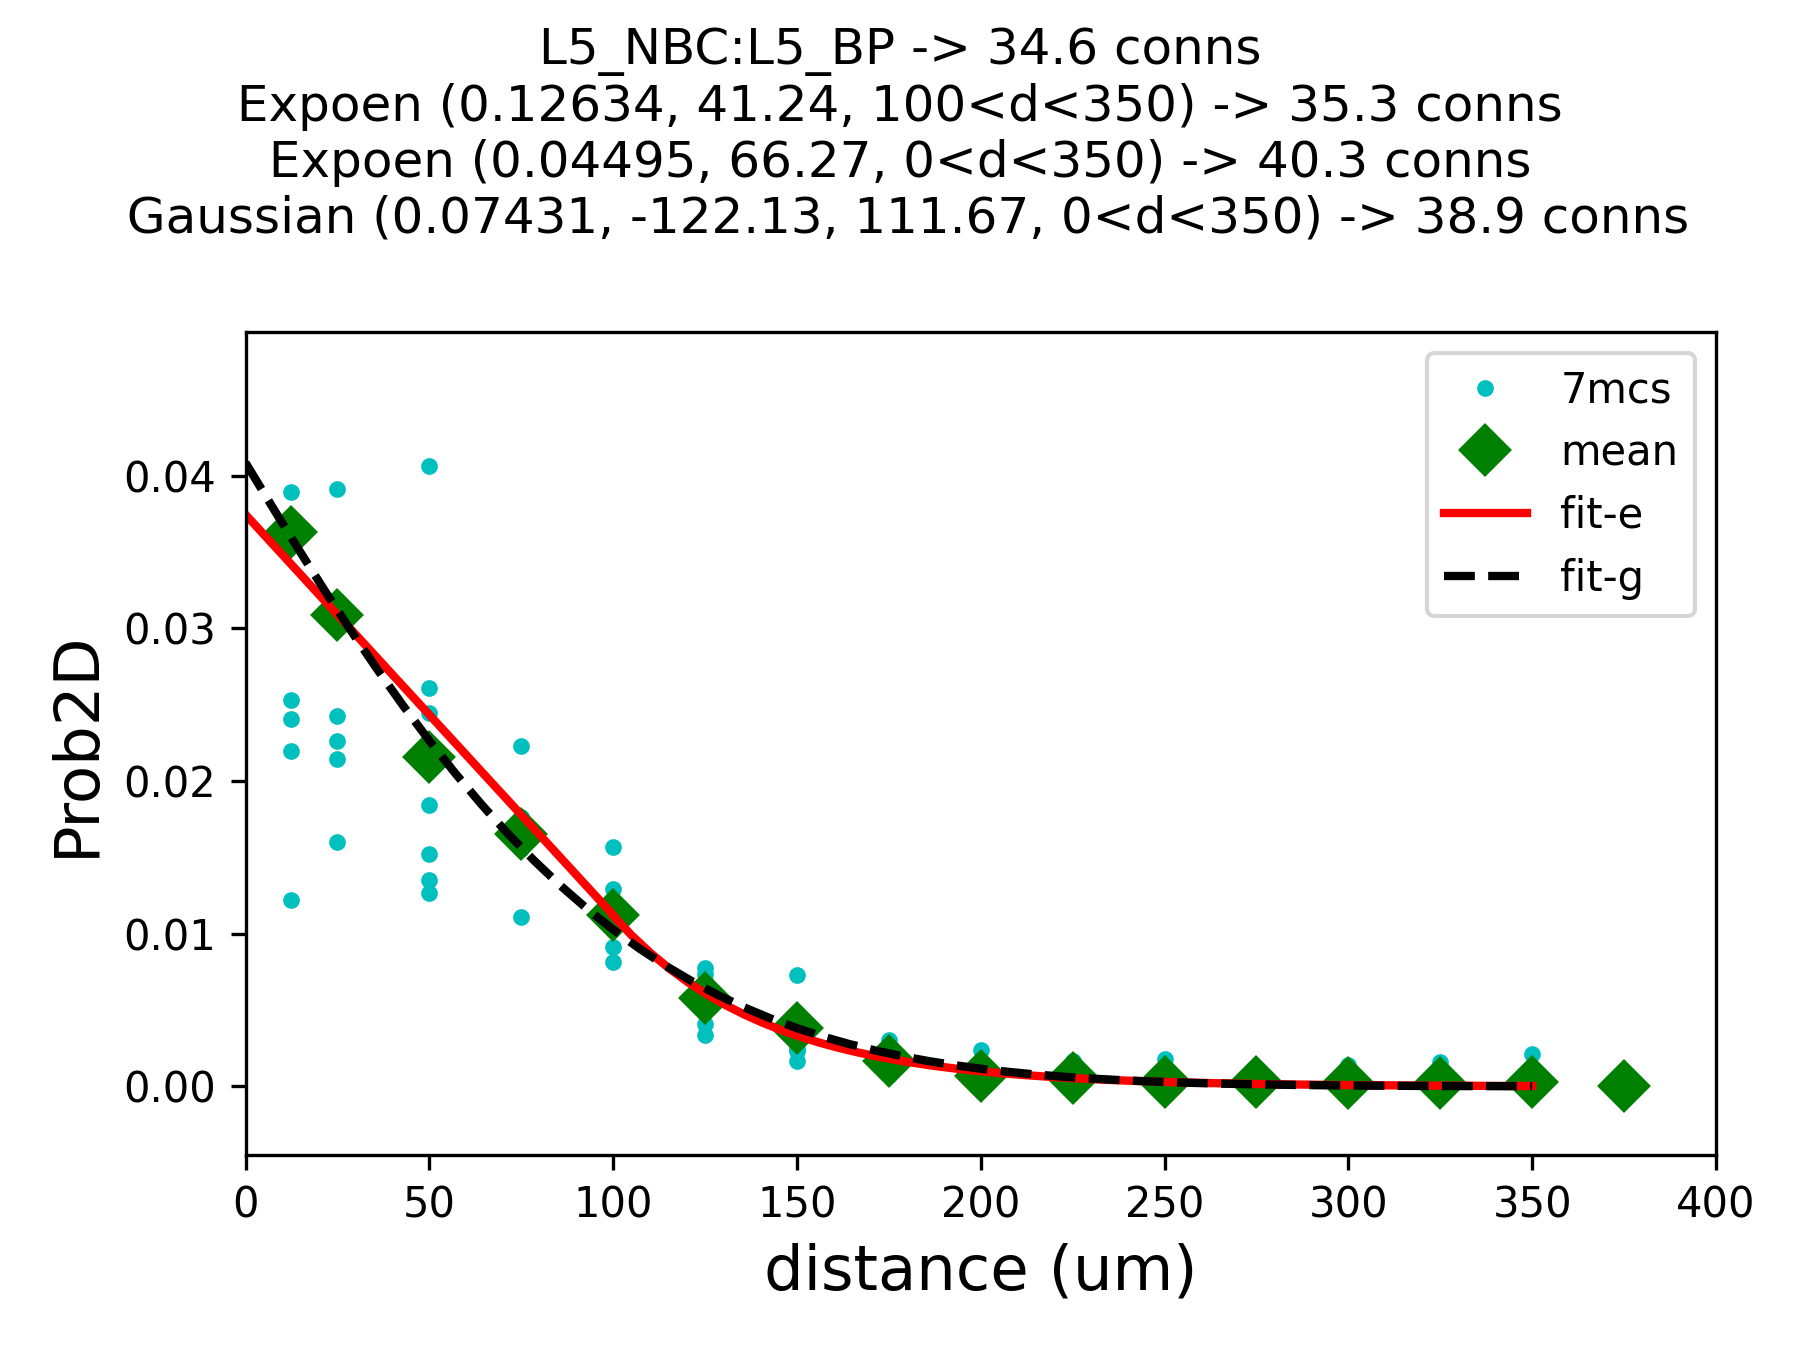 L5_NBC:L5_BP -> 34.6 conns
Expoen (0.12634, 41.24, 100<d<350) -> 35.3 conns
Expoen (0.04495, 66.27, 0<d<350) -> 40.3 conns
Gaussian (0.07431, -122.13, 111.67, 0<d<350) -> 38.9 conns
7mcs
mean
fit-e
fit-g
Prob2D
0.04
0.03
0.02
0.01
0.00
0 50 100 150 200 250 300 350 400
distance (um)